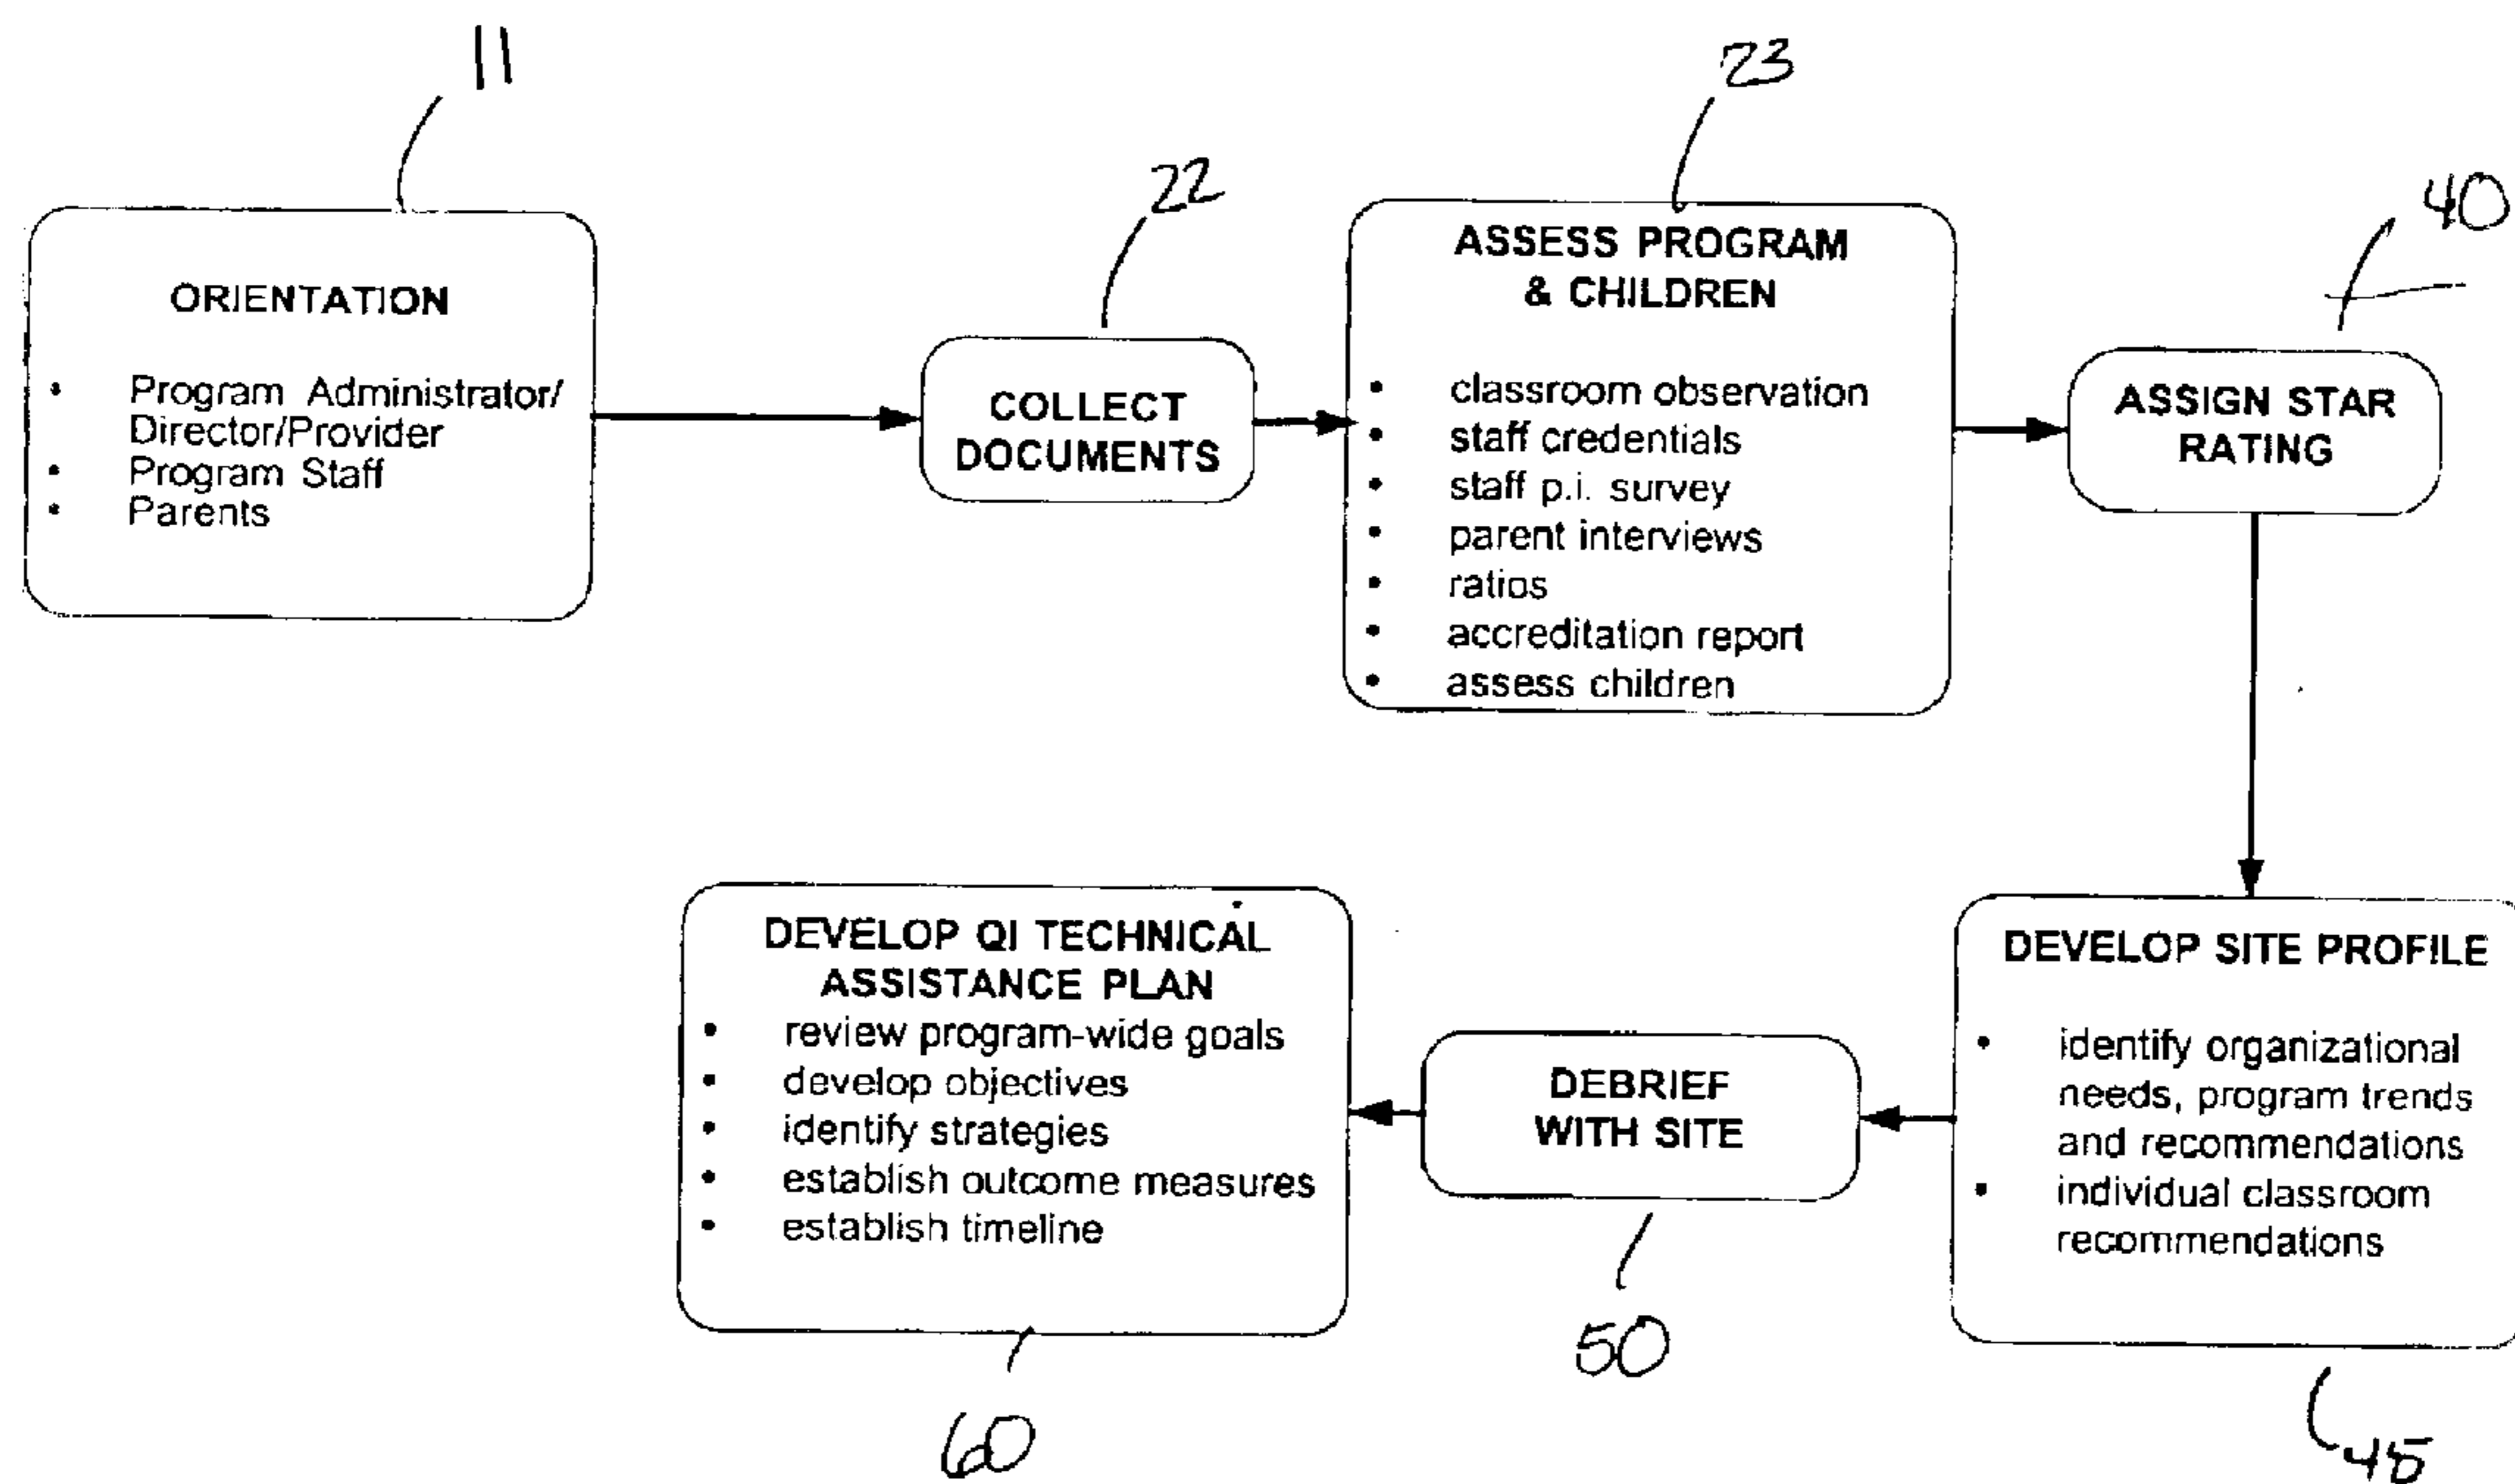 11
ORIENTATION
• Program Administrator/
Director/Provider
• Program Staff
• Parents
22
COLLECT
DOCUMENTS
23
ASSESS PROGRAM
& CHILDREN
• classroom observation
• staff credentials
• staff p.i. survey
• parent interviews
• ratios
• accreditation report
• assess children
40
ASSIGN STAR
RATING
DEVELOP SITE PROFILE
• identify organizational
needs, program trends
and recommendations
• individual classroom
recommendations
45
DEBRIEF
WITH SITE
50
DEVELOP QI TECHNICAL
ASSISTANCE PLAN
• review program-wide goals
• develop objectives
• identify strategies
• establish outcome measures
• establish timeline
60